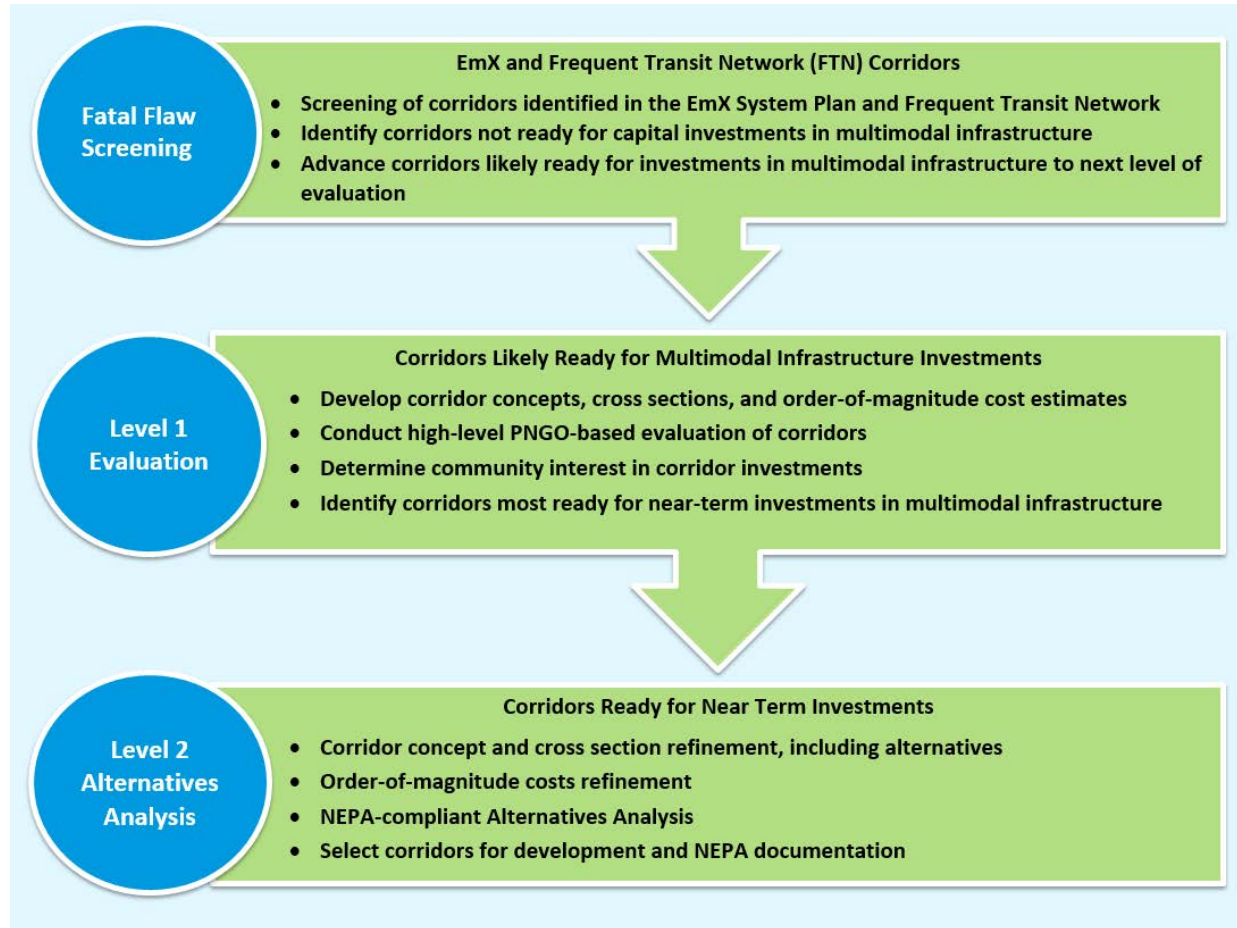 Fatal Flaw
Screening
EmX and Frequent Transit Network (FTN) Corridors
• Screening of corridors identified in the EmX System Plan and Frequent Transit Network
• Identify corridors not ready for capital investments in multimodal infrastructure
• Advance corridors likely ready for investments in multimodal infrastructure to next level of
evaluation
Level 1
Evaluation
Corridors Likely Ready for Multimodal Infrastructure Investments
• Develop corridor concepts, cross sections, and order-of-magnitude cost estimates
• Conduct high-level PNGO-based evaluation of corridors
• Determine community interest in corridor investments
• Identify corridors most ready for near-term investments in multimodal infrastructure
Level 2
Alternatives
Analysis
Corridors Ready for Near Term Investments
• Corridor concept and cross section refinement, including alternatives
• Order-of-magnitude costs refinement
• NEPA-compliant Alternatives Analysis
• Select corridors for development and NEPA documentation